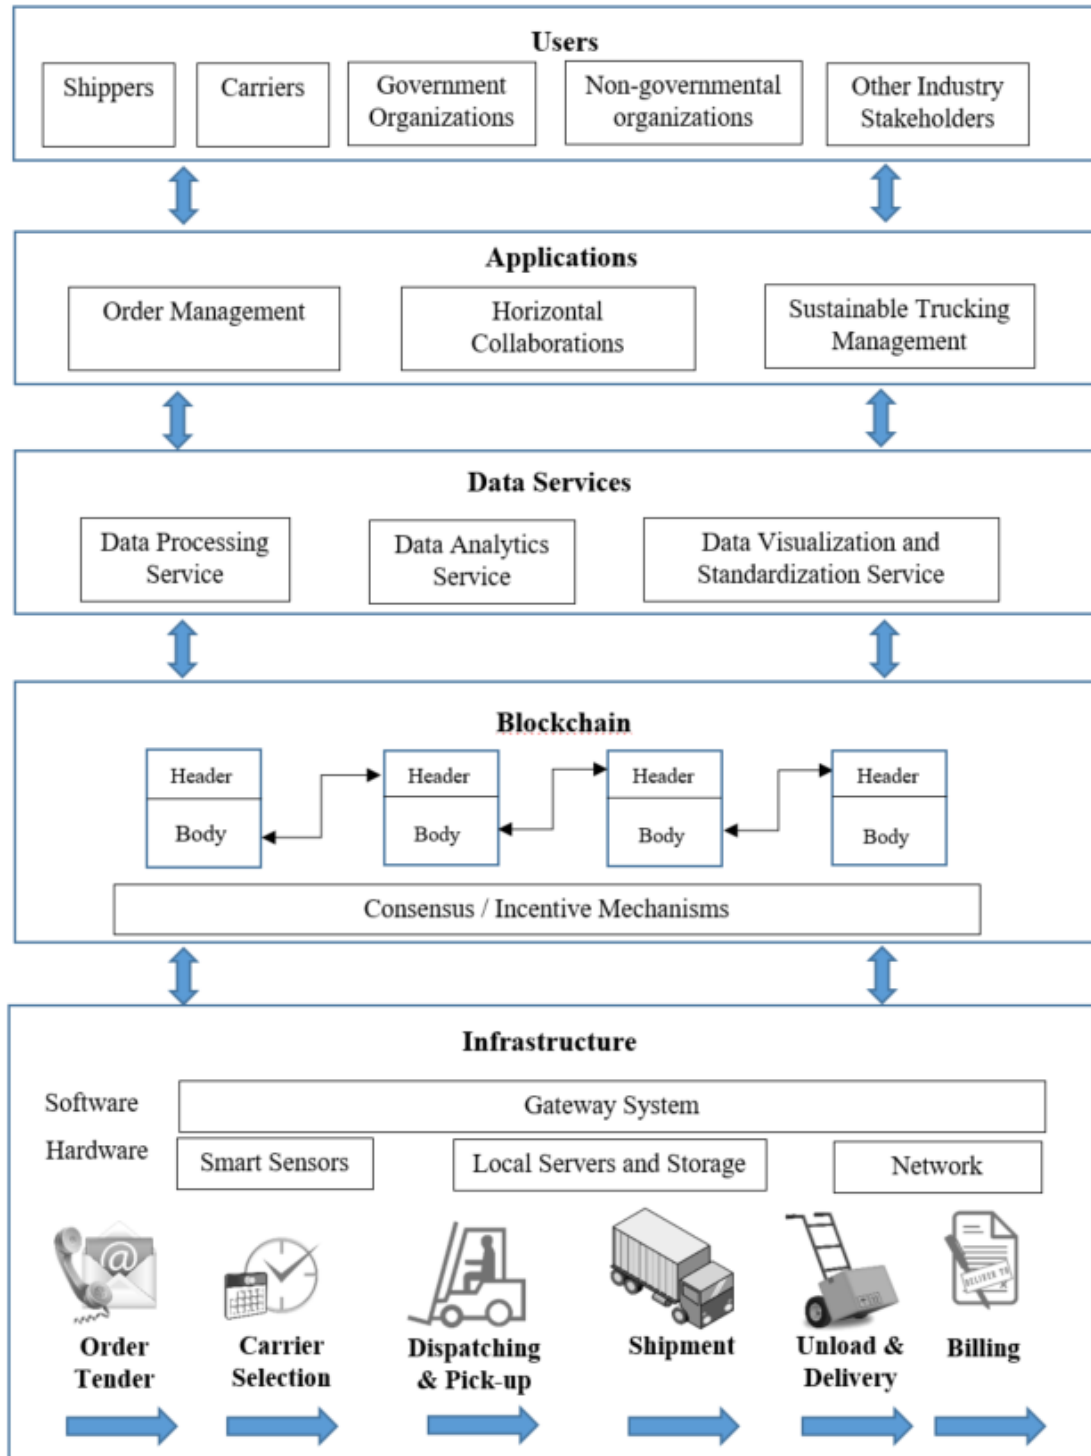 Users
Shippers
Carriers
Government
Organizations
Non-governmental
organizations
Other Industry
Stakeholders
Applications
Order Management
Horizontal
Collaborations
Sustainable Trucking
Management
Data Services
Data Processing
Service
Data Analytics
Service
Data Visualization and
Standardization Service
Blockchain
Header
Body
Header
Body
Header
Body
Header
Body
Consensus / Incentive Mechanisms
Infrastructure
Software
Gateway System
Hardware
Smart Sensors
Local Servers and Storage
Network
@
DELIVER TO
Order
Tender
Carrier
Selection
Dispatching
& Pick-up
Shipment
Unload &
Delivery
Billing